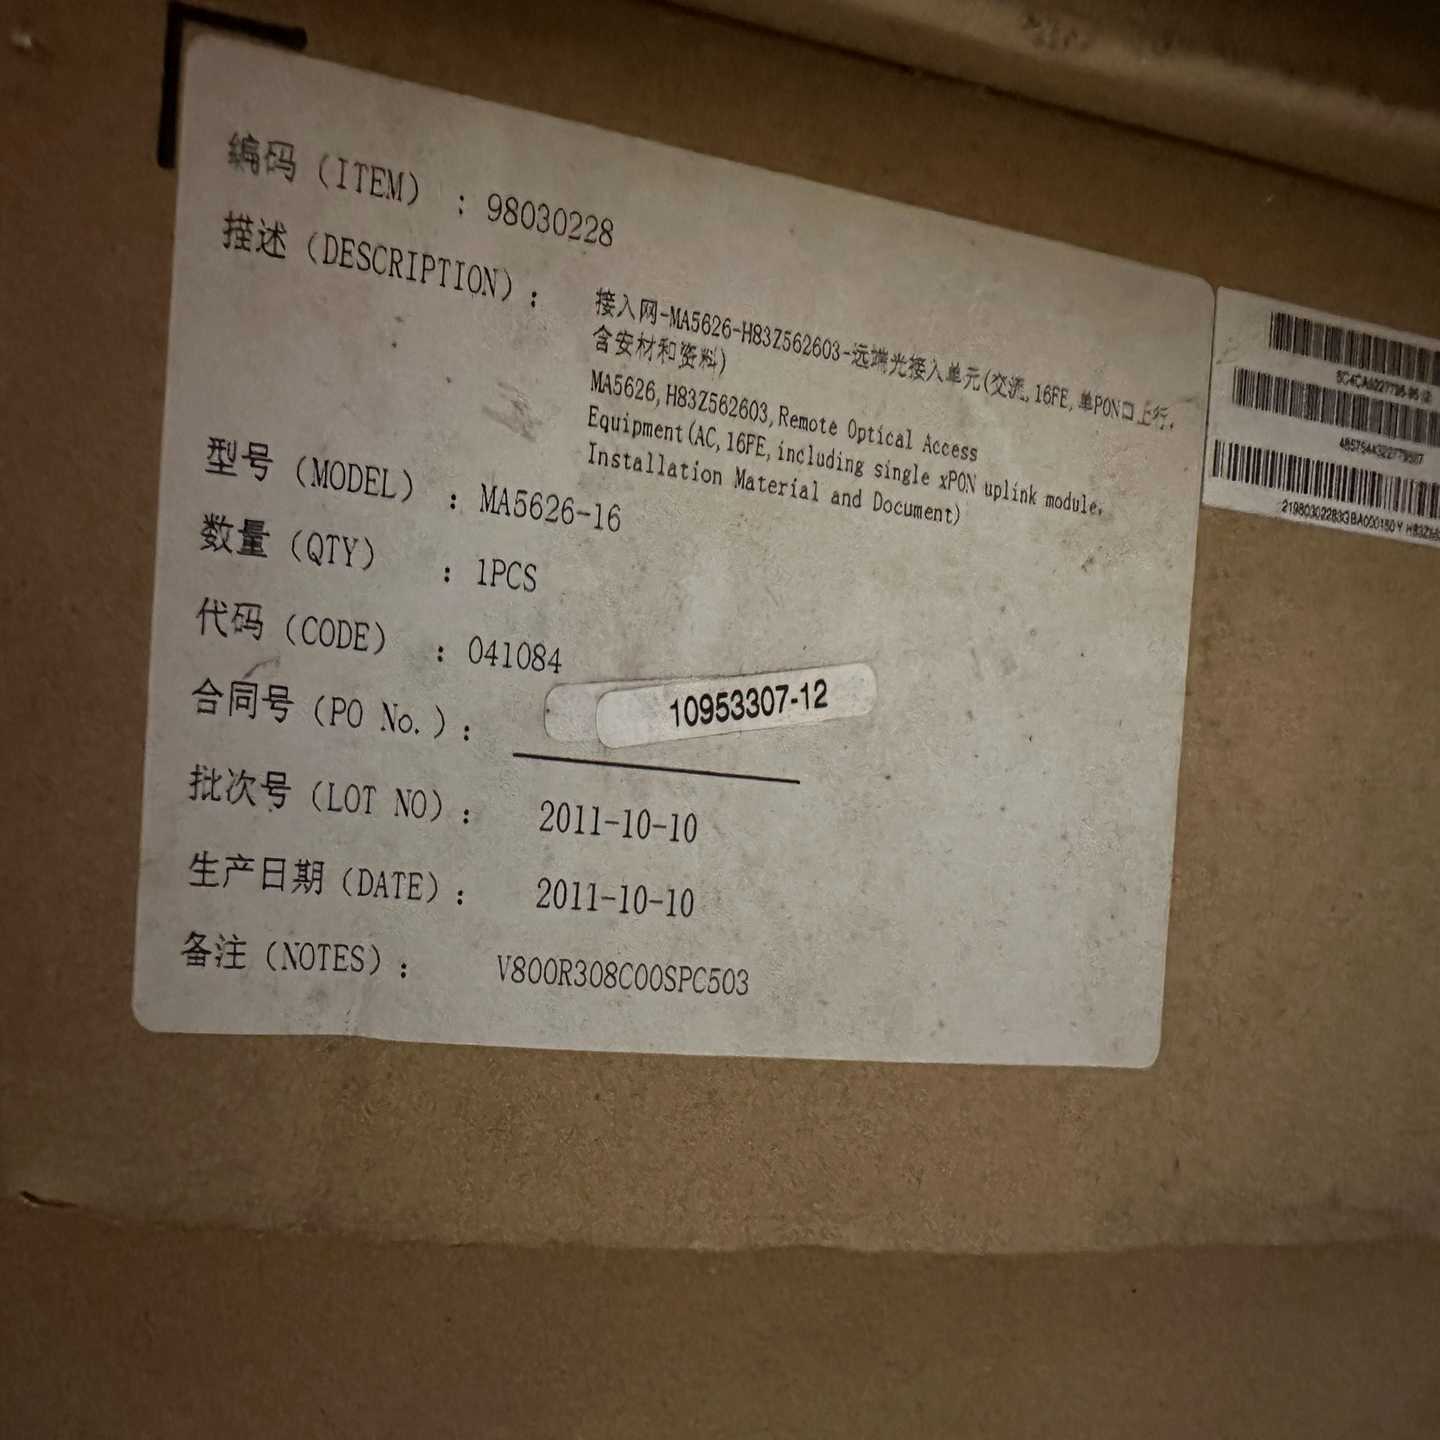 编码（ITEM）：98030228
描述（DESCRIPTION）：
接入网-MA5626-H83Z562603-远端光接入单元(交流,16FE,单PON口上行,
含安材和资料)
MA5626,H83Z562603,Remote Optical Access
Equipment(AC,16FE,including single xPON uplink module,
Installation Material and Document)
型号（MODEL）：MA5626-16
数量（QTY）：1PCS
代码（CODE）：041084
合同号（PO No.）：10953307-12
批次号（LOT NO）：2011-10-10
生产日期（DATE）：2011-10-10
备注（NOTES）：V800R308C00SPC503